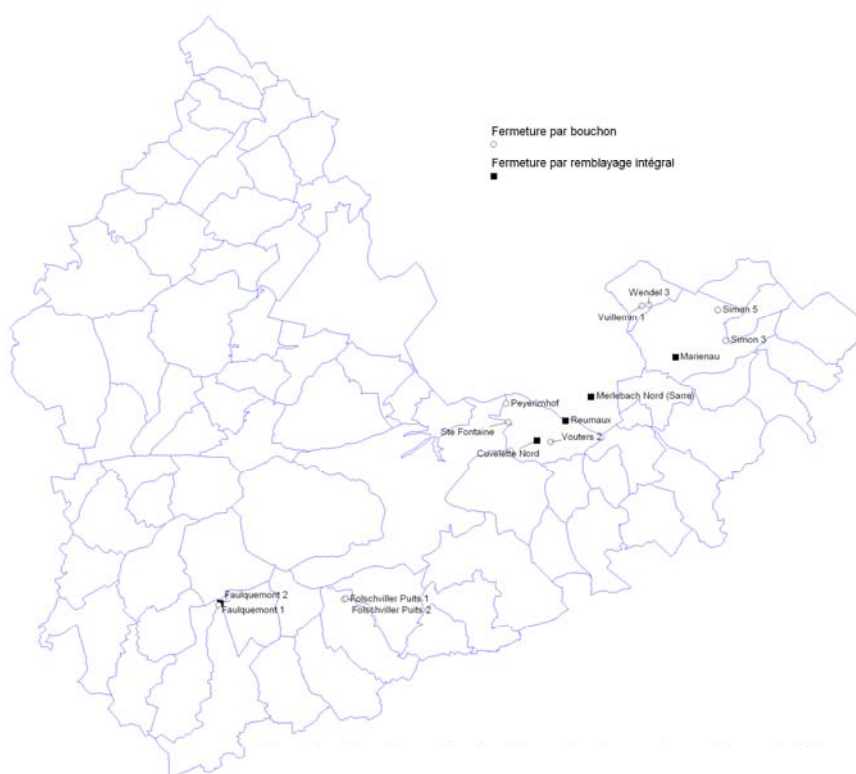 Fermeture par bouchon
Fermeture par remblayage intégral
Wendel 3
Vuillemin 1
Simon 5
Simon 3
Marienau
Merlebach Nord (Sarre)
Peyerimhof
Ste Fontaine
Reumaux
Vouters 2
Cuvelette Nord
Faulquemont 2
Faulquemont 1
Folschviller Puits 1
Folschviller Puits 2